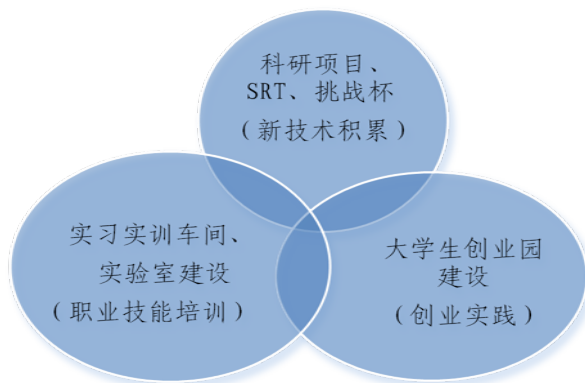 科研项目、
SRT、挑战杯
（新技术积累）
实习实训车间、
实验室建设
（职业技能培训）
大学生创业园
建设
（创业实践）